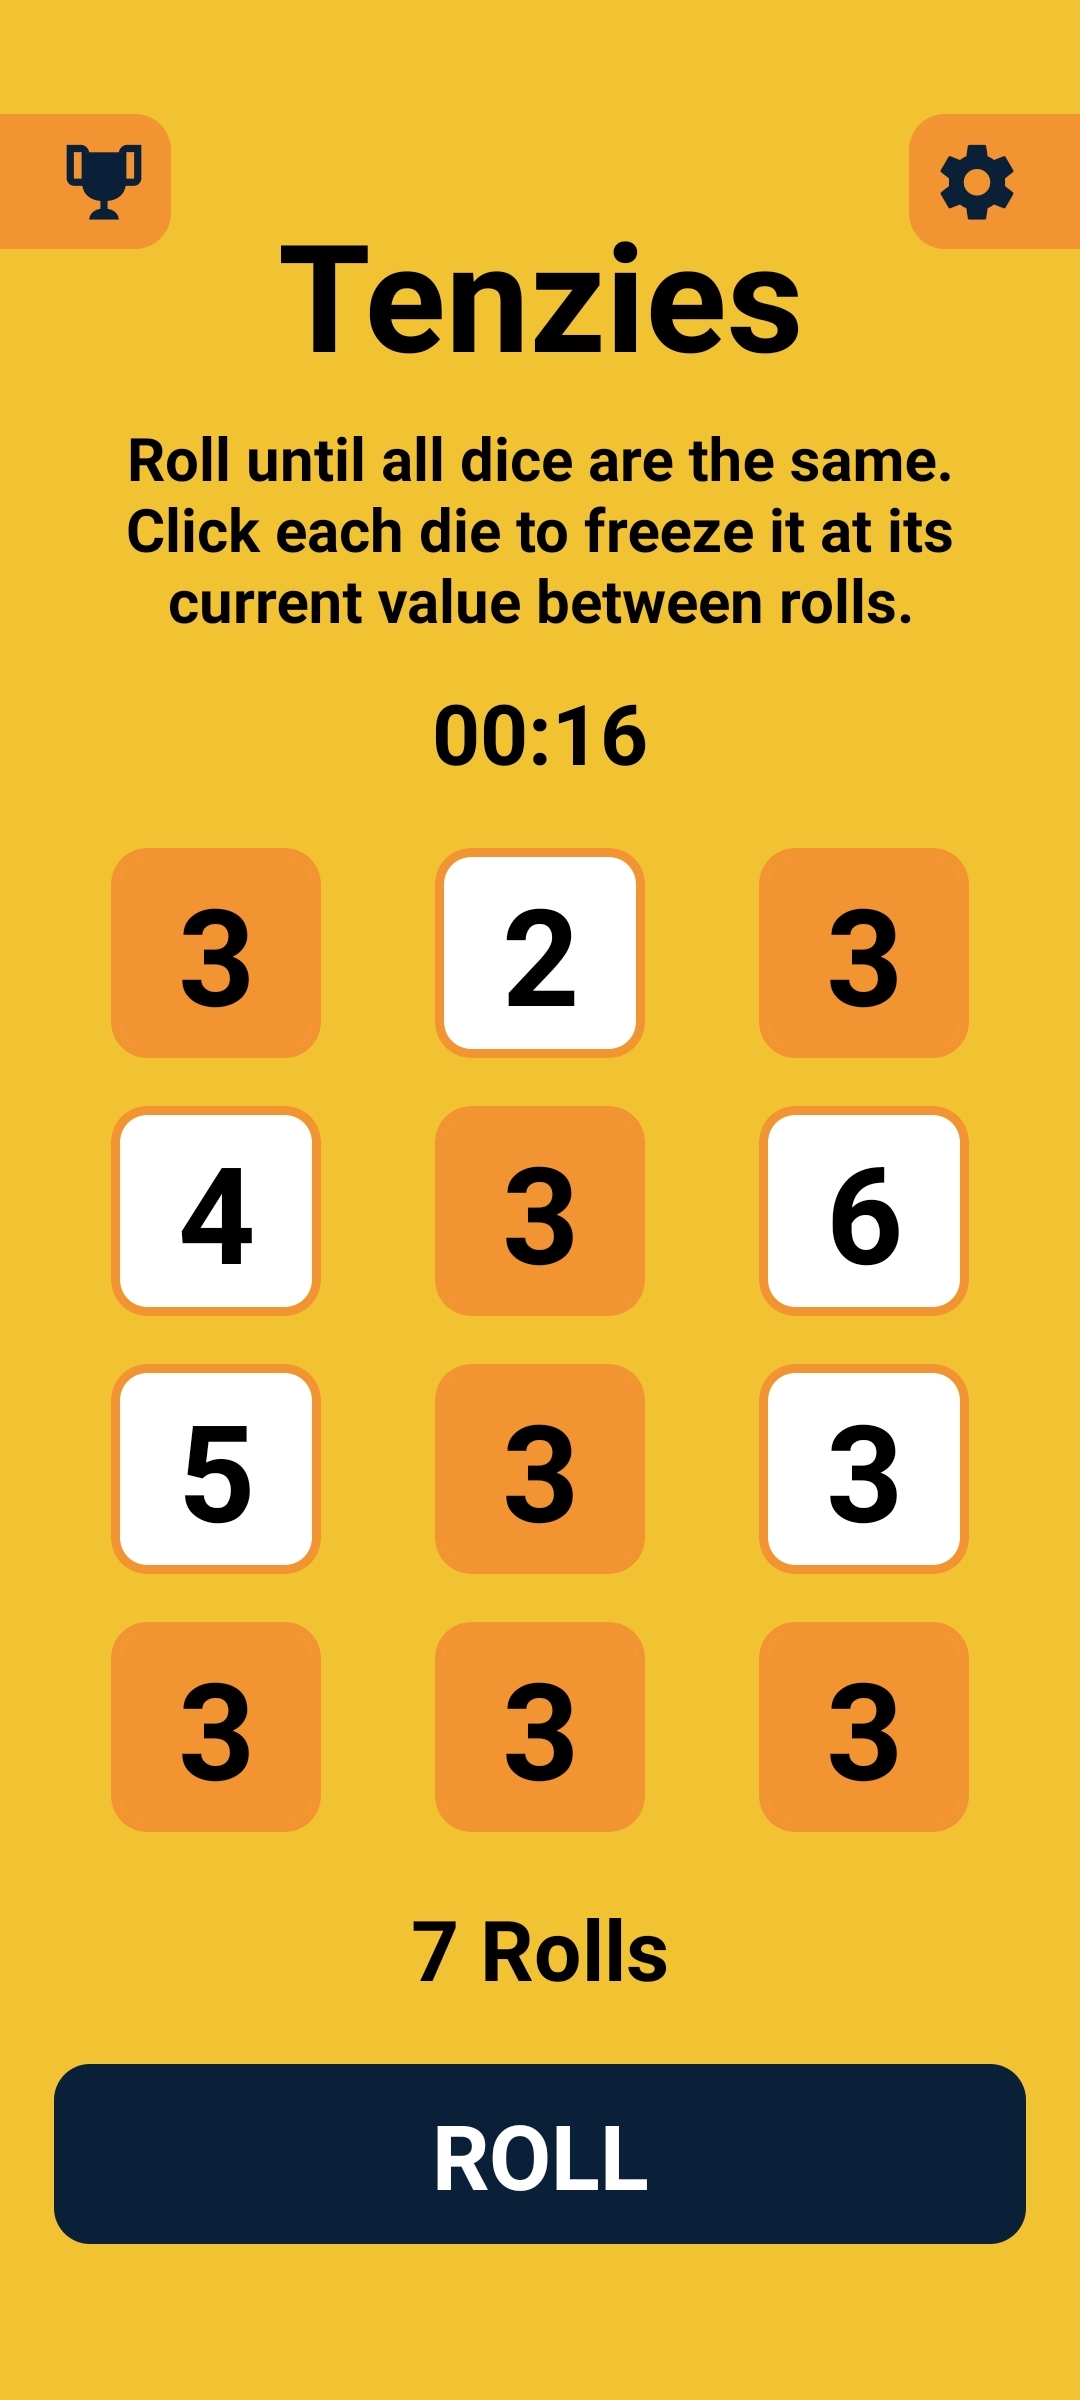 Tenzies
Roll until all dice are the same.
Click each die to freeze it at its
current value between rolls.
00:16
3 2 3
4 3 6
5 3 3
3 3 3
7 Rolls
ROLL